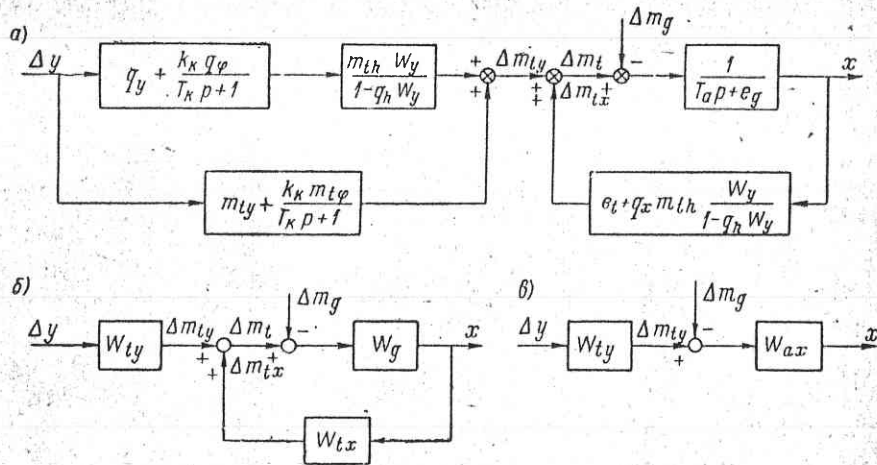 а)
Δy
q_y + k_к q_φ / T_к p+1
m_th W_y / 1-q_h W_y
+
+
Δm_ty
+
+
Δm_t
Δm_tx
+
Δm_g
-
1 / T_a p+e_g
x
m_ty + k_к m_tφ / T_к p+1
e_t + q_x m_th W_y / 1-q_h W_y
б)
Δy
W_ty
Δm_ty
+
+
Δm_t
Δm_tx
+
Δm_g
-
W_g
x
W_tx
в)
Δy
W_ty
Δm_ty
+
Δm_g
-
W_ax
x